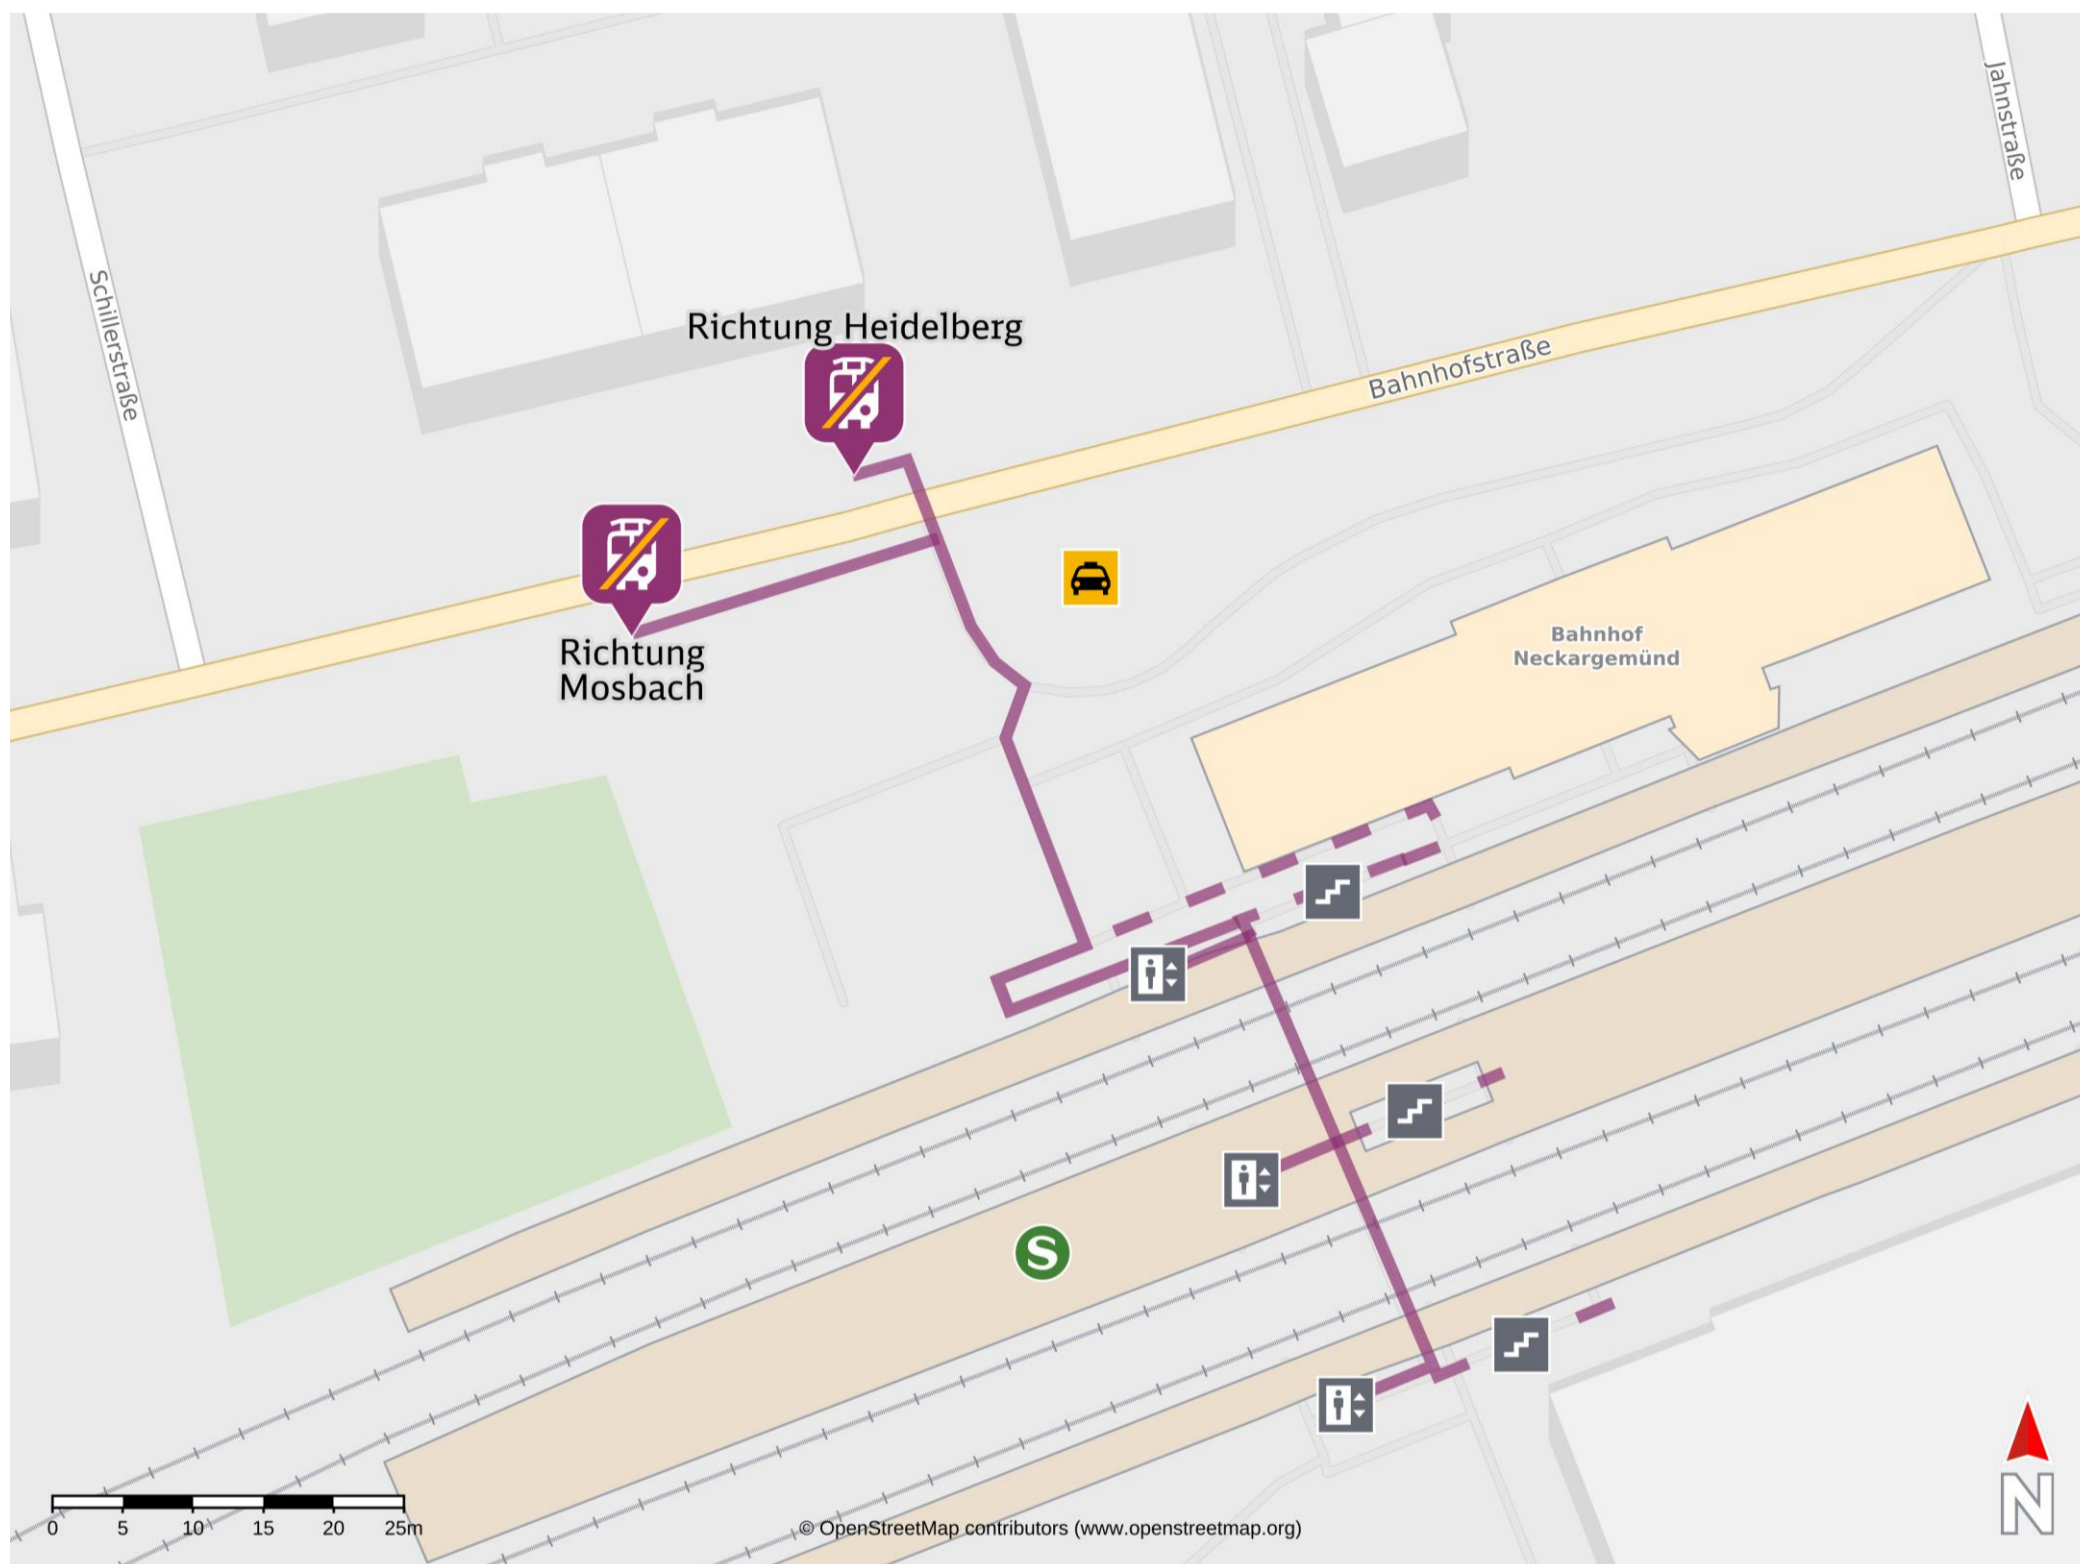 Jahnstraße
Schillerstraße
Richtung Heidelberg
Bahnhofstraße
Richtung
Mosbach
Bahnhof
Neckargemünd
S
0 5 10 15 20 25m
© OpenStreetMap contributors (www.openstreetmap.org)
N